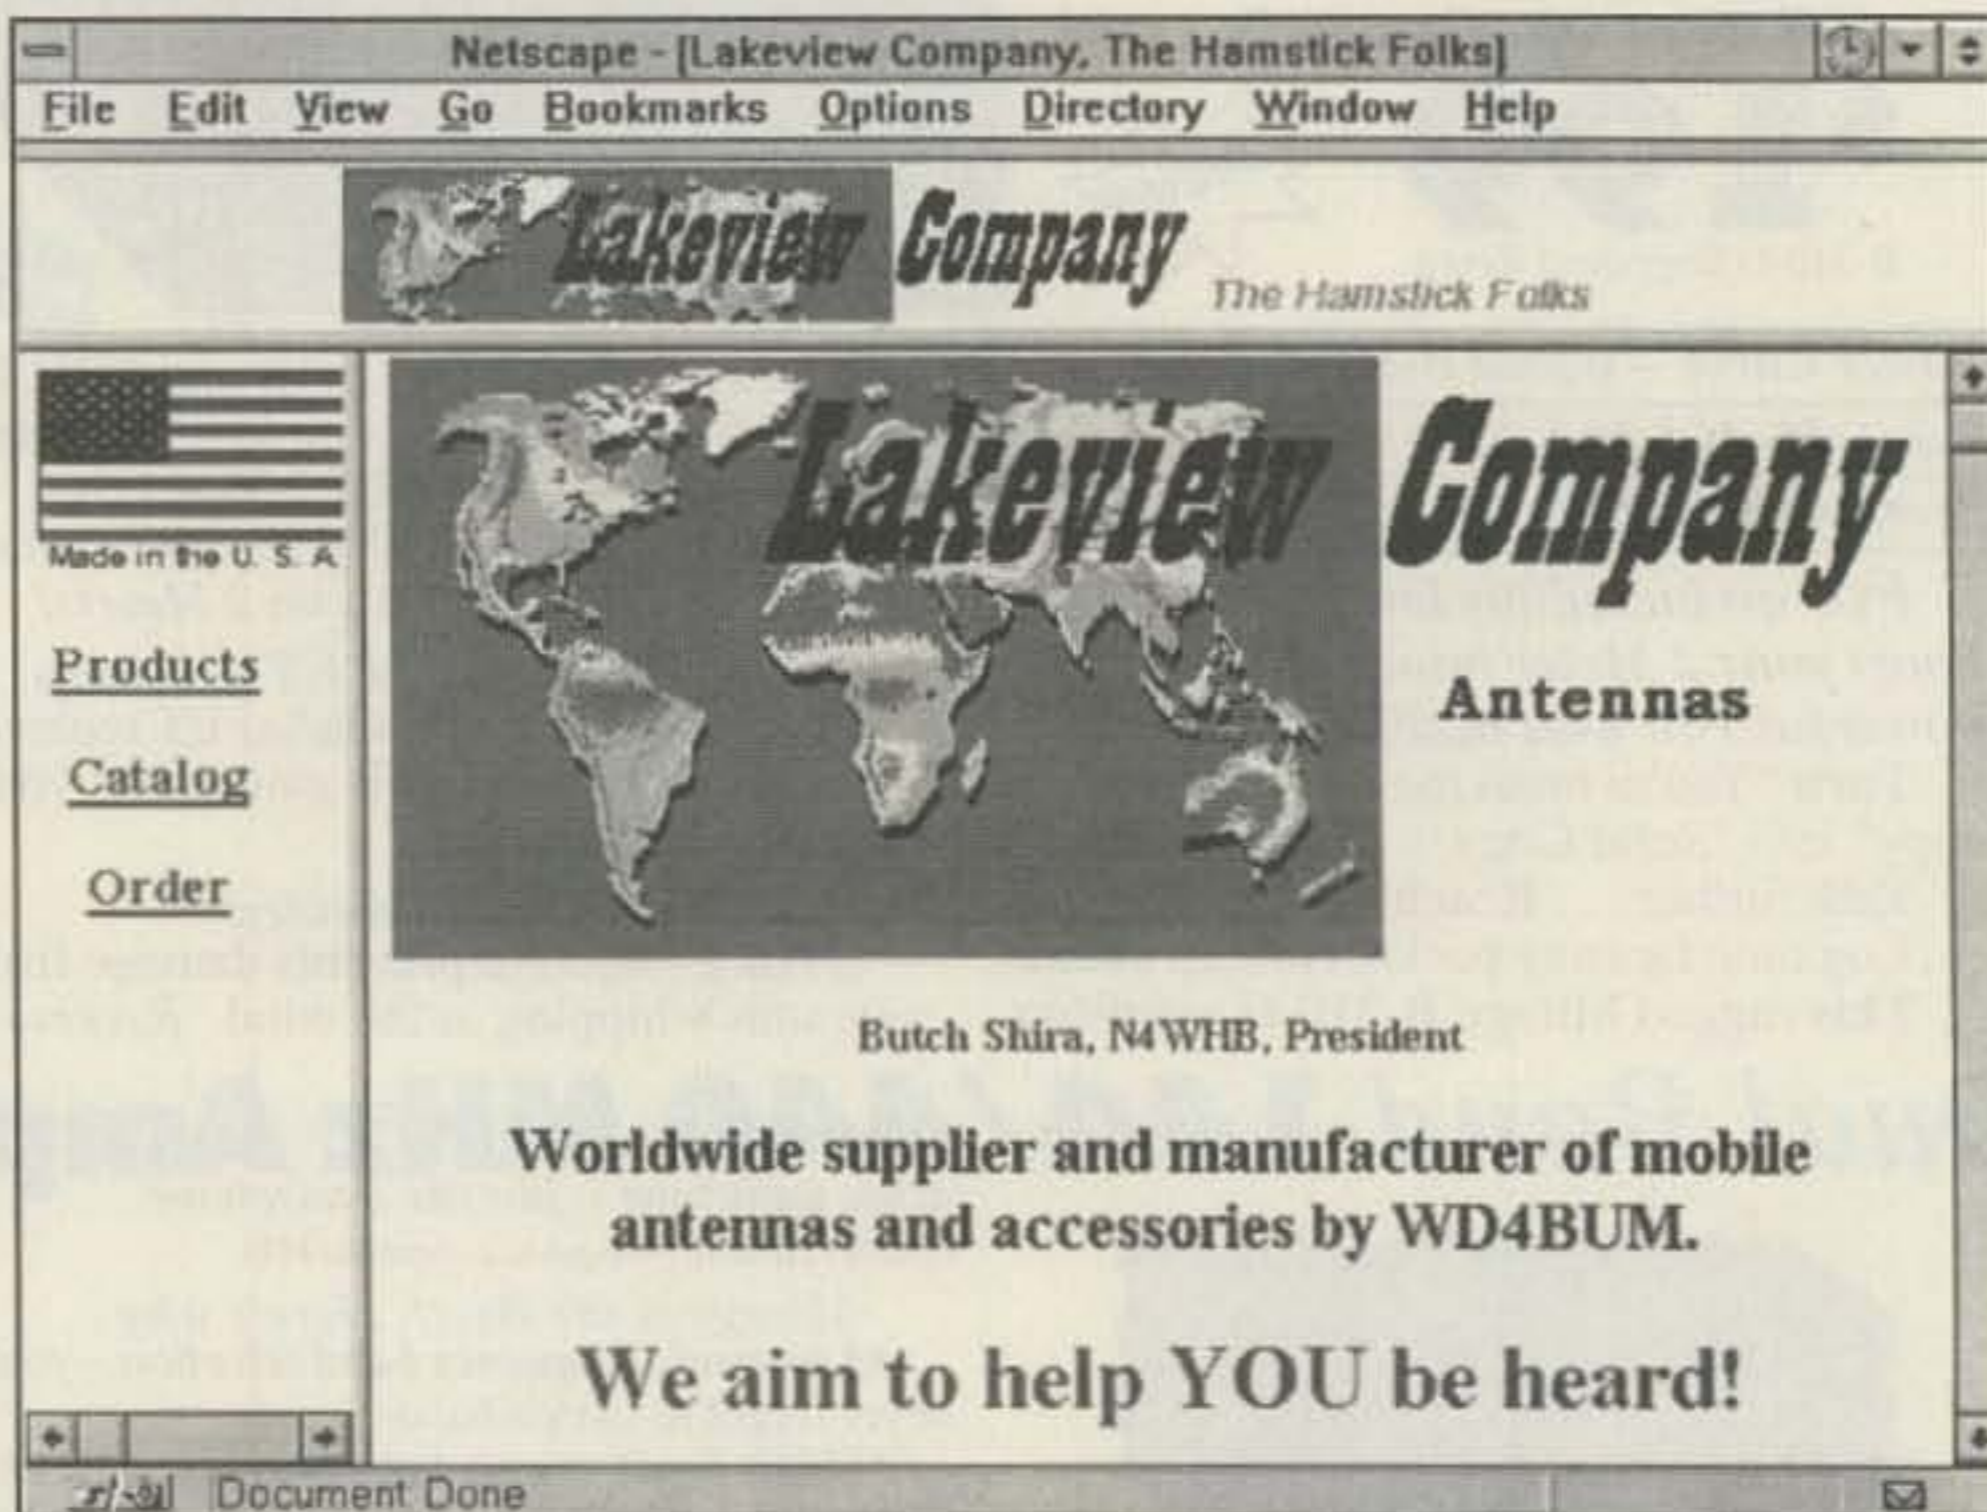 Netscape - [Lakeview Company, The Hamstick Folks]
File Edit View Go Bookmarks Options Directory Window Help
Lakeview Company The Hamstick Folks
Made in the U. S. A
Products
Catalog
Order
Lakeview Company
Antennas
Butch Shira, N4WHB, President
Worldwide supplier and manufacturer of mobile
antennas and accessories by WD4BUM.
We aim to help YOU be heard!
Document Done